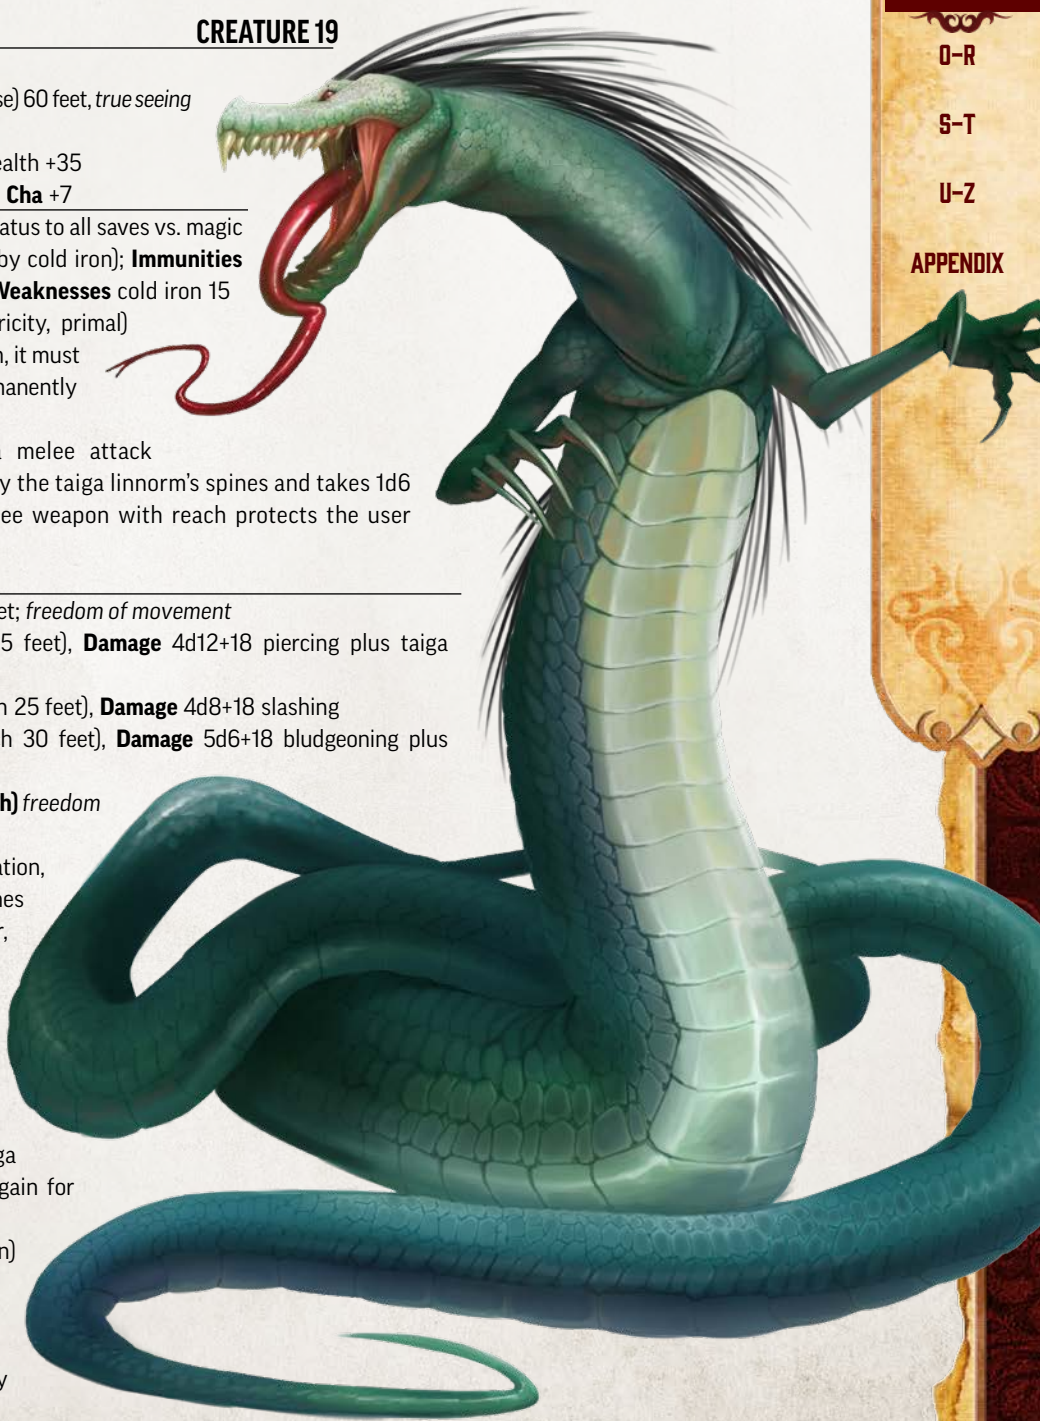 CREATURE 19
se) 60 feet, true seeing
ealth +35
Cha +7
atus to all saves vs. magic
by cold iron); Immunities
Weaknesses cold iron 15
ricity, primal)
n, it must
manently
a melee attack
y the taiga linnorm’s spines and takes 1d6
ee weapon with reach protects the user
et; freedom of movement
5 feet), Damage 4d12+18 piercing plus taiga
h 25 feet), Damage 4d8+18 slashing
h 30 feet), Damage 5d6+18 bludgeoning plus
h) freedom
ation,
nes
r,
ga
gain for
n)
y
O–R
S–T
U–Z
APPENDIX